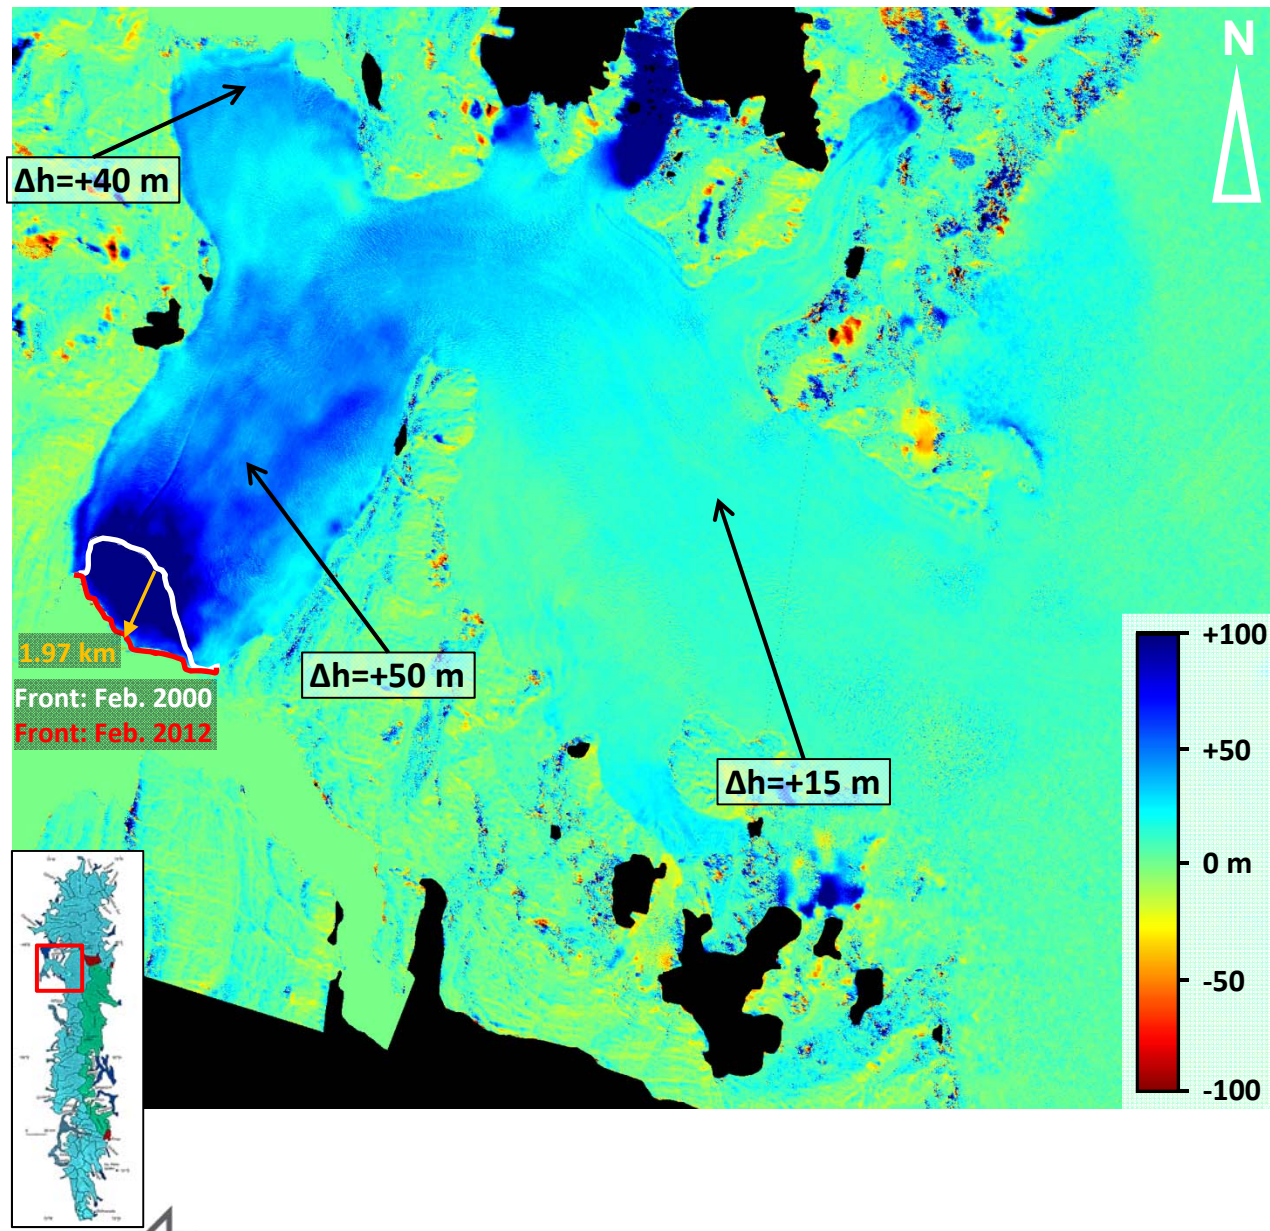 N
Δh=+40 m
1.97 km
Front: Feb. 2000
Front: Feb. 2012
Δh=+50 m
Δh=+15 m
+100
+50
0 m
-50
-100